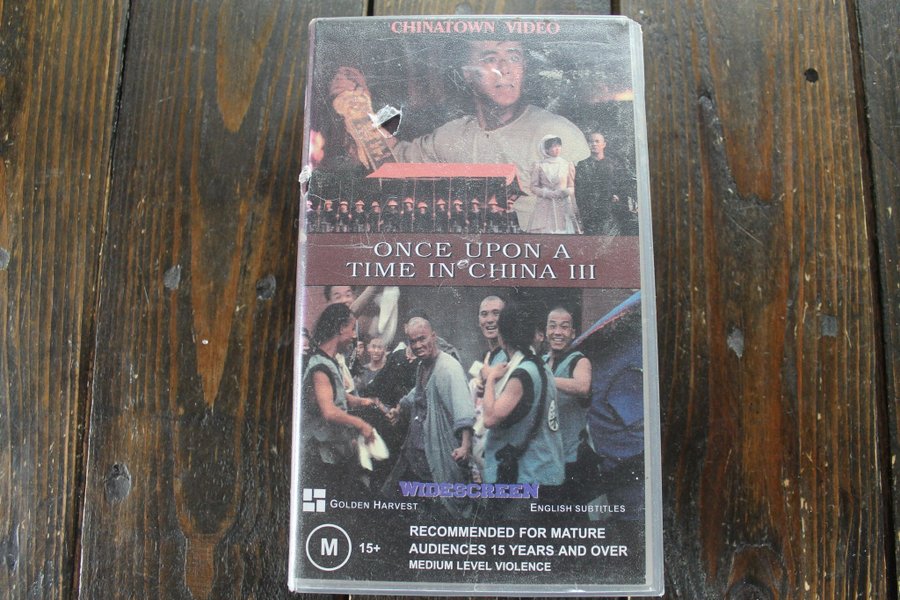 CHINATOWN VIDEO
ONCE UPON A
TIME IN CHINA III
WIDESCREEN
GOLDEN HARVEST
ENGLISH SUBTITLES
M 15+
RECOMMENDED FOR MATURE
AUDIENCES 15 YEARS AND OVER
MEDIUM LEVEL VIOLENCE